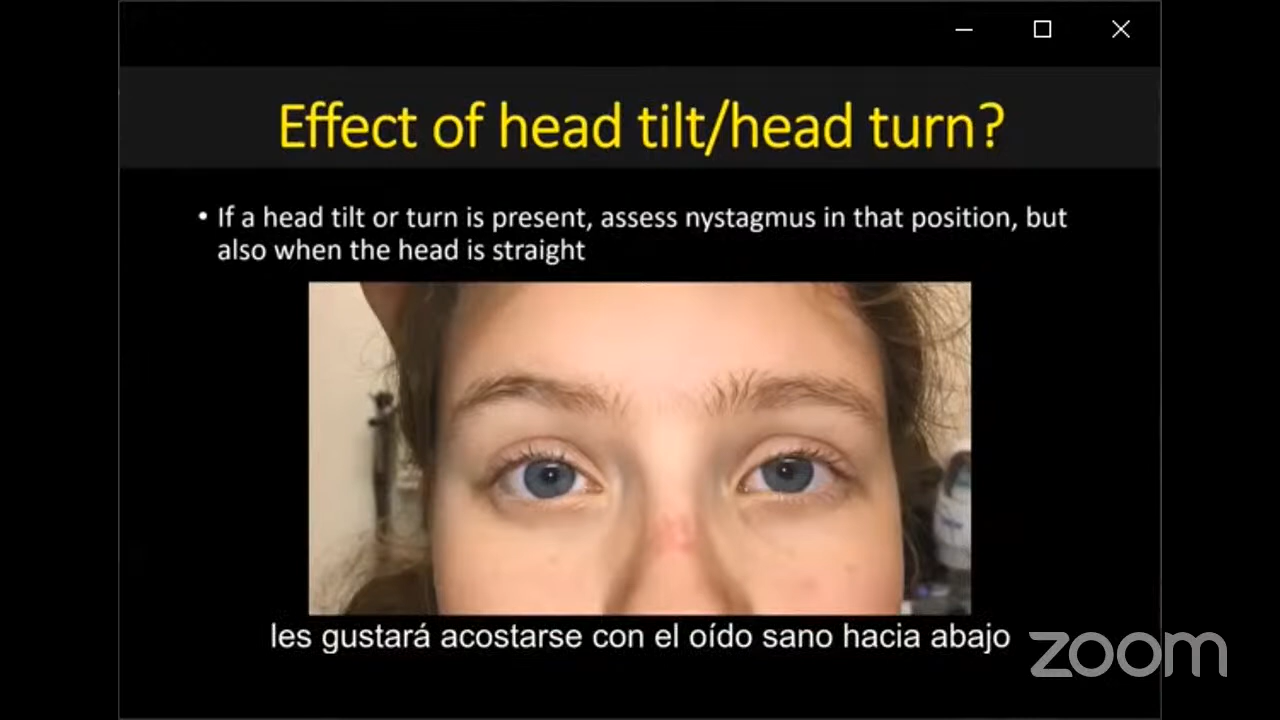 Effect of head tilt/head turn?
• If a head tilt or turn is present, assess nystagmus in that position, but
also when the head is straight
les gustará acostarse con el oído sano hacia abajo
zoom